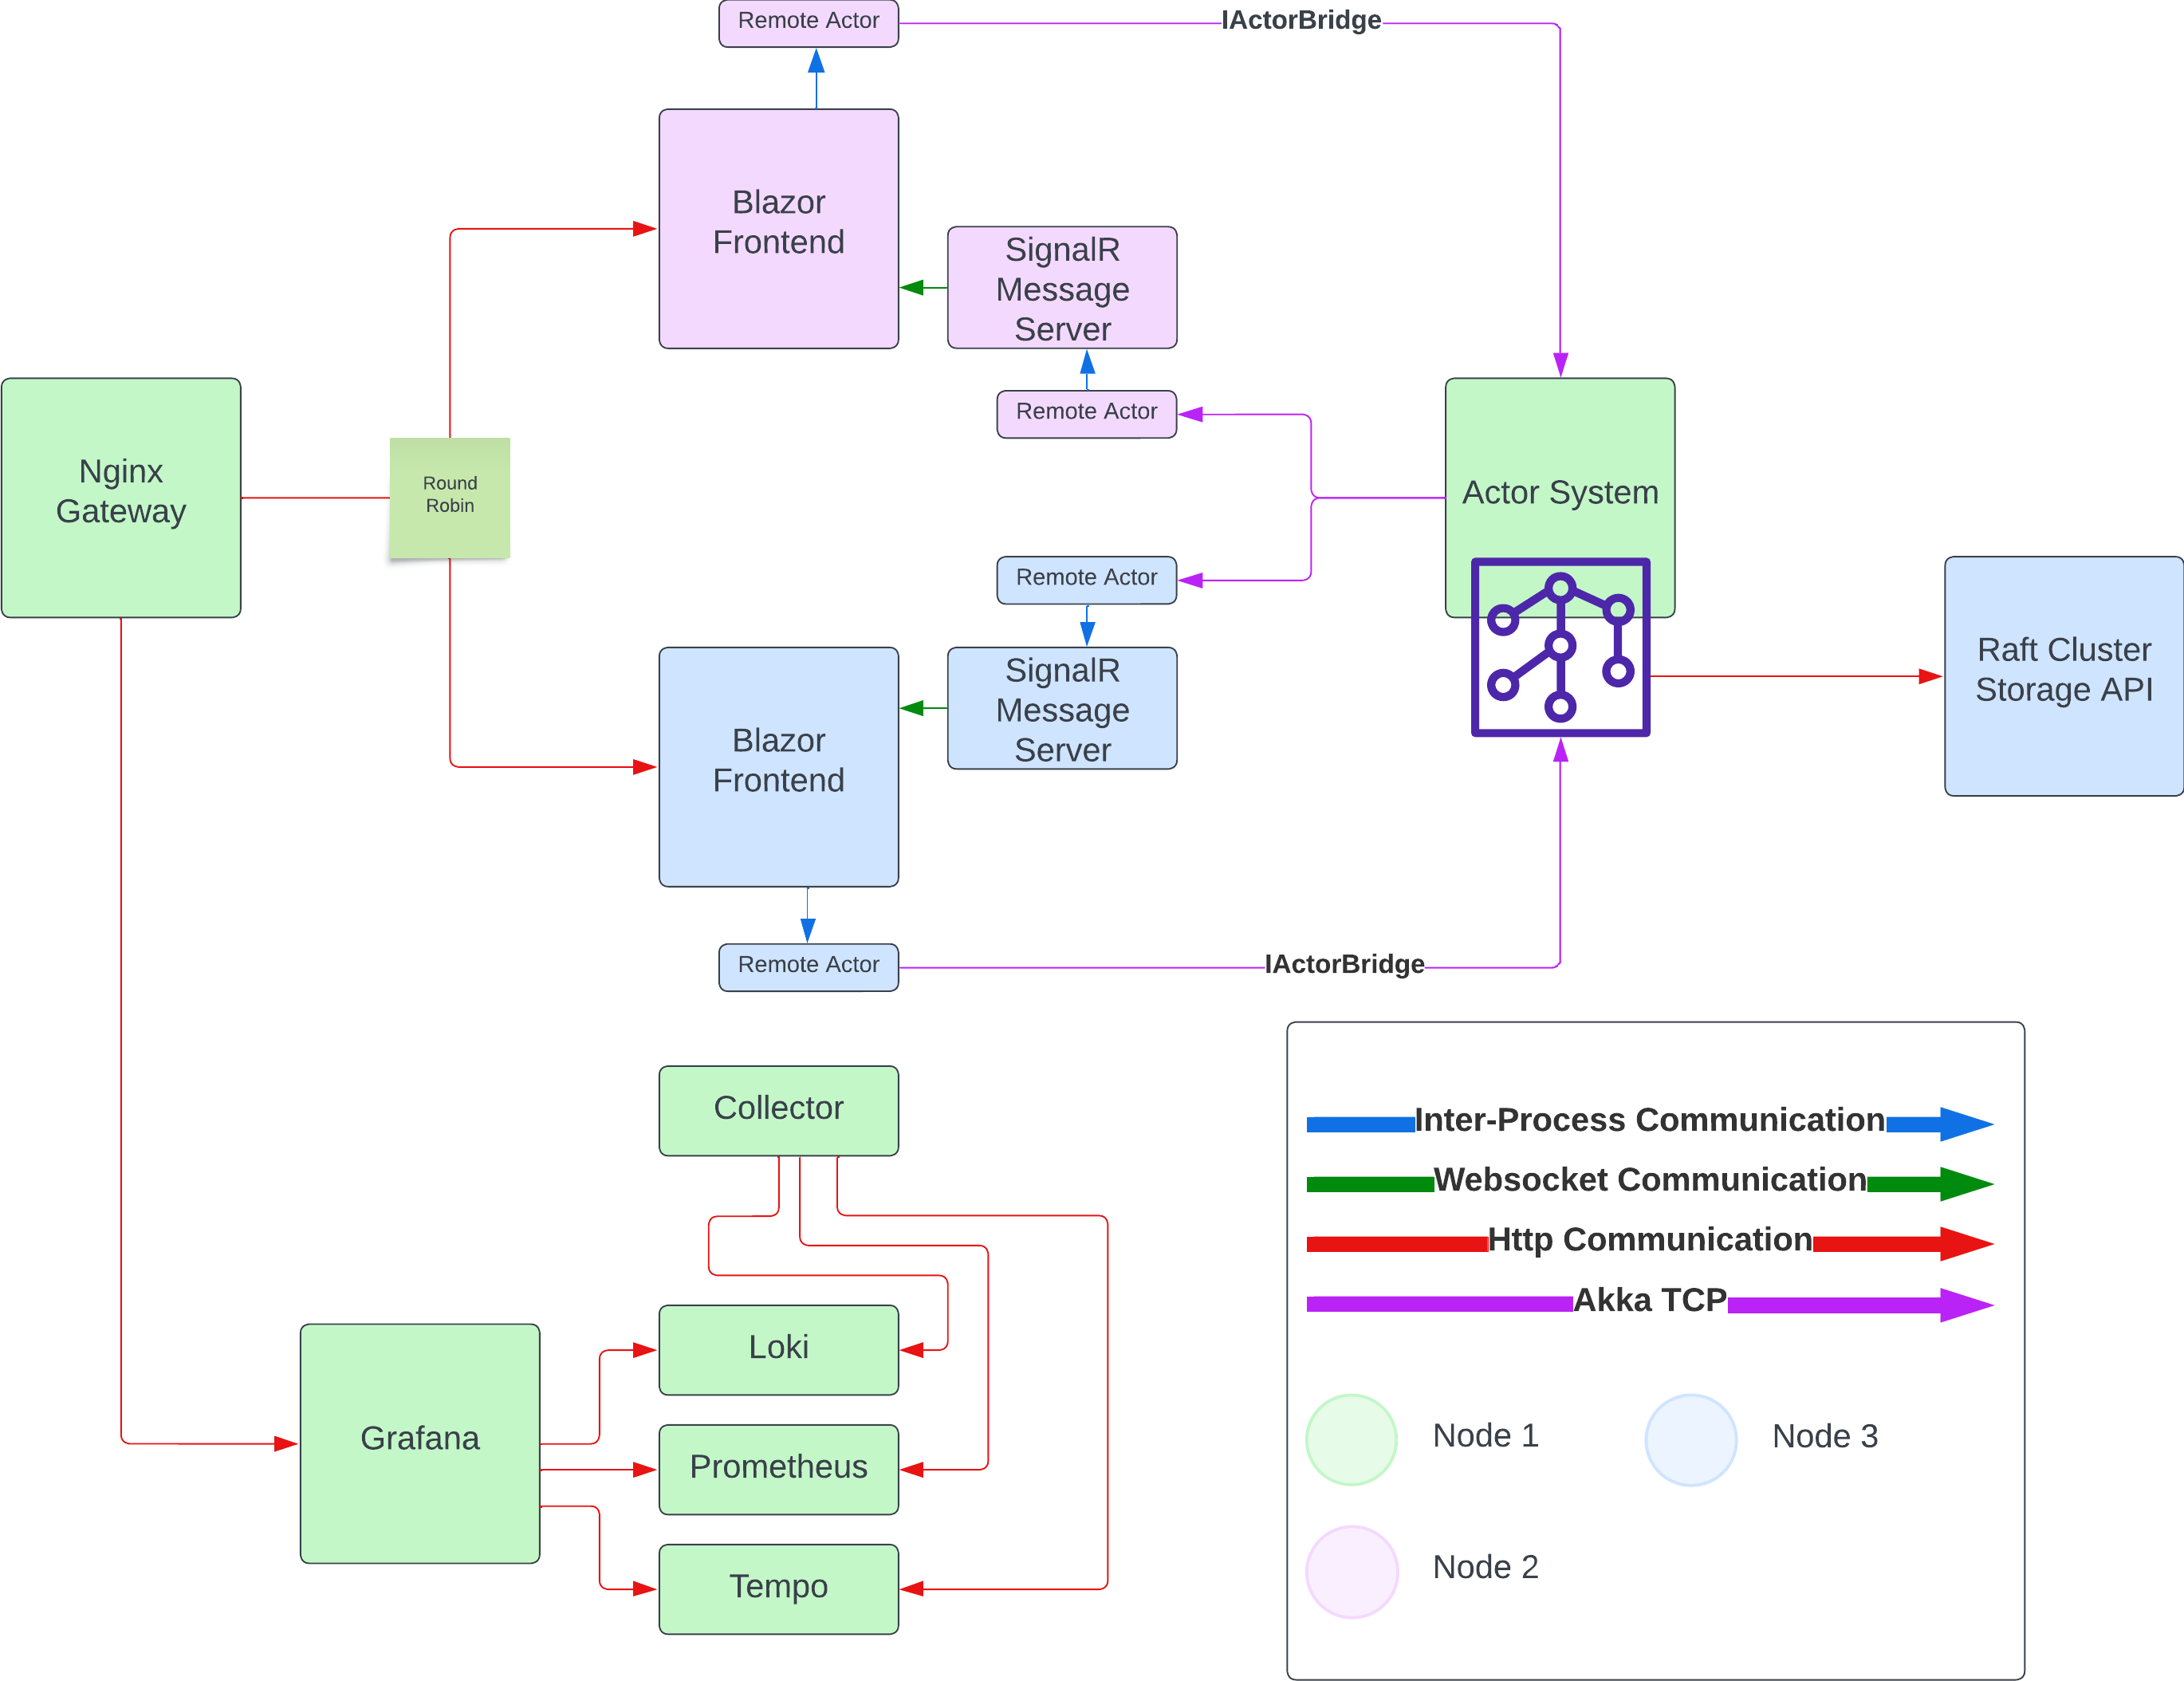 Remote Actor
IActorBridge
Blazor
Frontend
SignalR
Message
Server
Remote Actor
Nginx
Gateway
Round
Robin
Actor System
Remote Actor
SignalR
Message
Server
Blazor
Frontend
Raft Cluster
Storage API
Remote Actor
IActorBridge
Collector
Loki
Grafana
Prometheus
Tempo
Inter-Process Communication
Websocket Communication
Http Communication
Akka TCP
Node 1
Node 3
Node 2